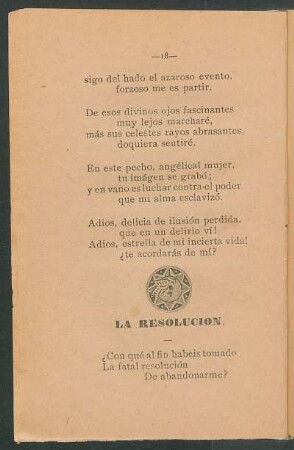 —18—
sigo del hado el azaroso evento,
forzoso me es partir.
De esos divinos ojos fascinantes
muy lejos marcharé,
más sus celestes rayos abrasantes,
doquiera sentiré.
En este pecho, angélical mujer,
tu imágen se grabó;
y en vano es luchar contra el poder
que mi alma esclavizó.
Adios, delicia de ilusión perdida,
que en un delirio ví!
Adios, estrella de mi incierta vida!
¿te acordarás de mí?
LA RESOLUCION.
¿Con qué al fin habeis tomado
La fatal resolución
De abandonarme?